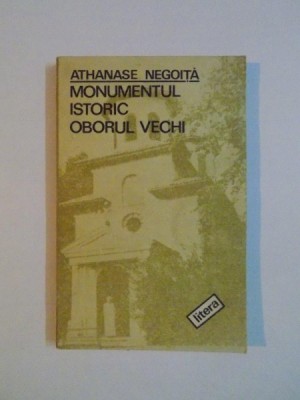 ATHANASE NEGOIȚĂ
MONUMENTUL
ISTORIC
OBORUL VECHI
litera